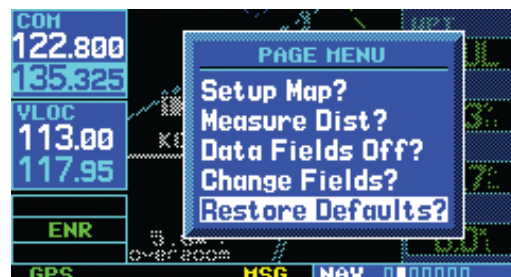 COM
122.800
135.325
VLOC
113.00
117.95
ENR
GPS
WPT
PAGE MENU
Setup Map?
Measure Dist?
Data Fields Off?
Change Fields?
Restore Defaults?
overzoom
MSG
NAV